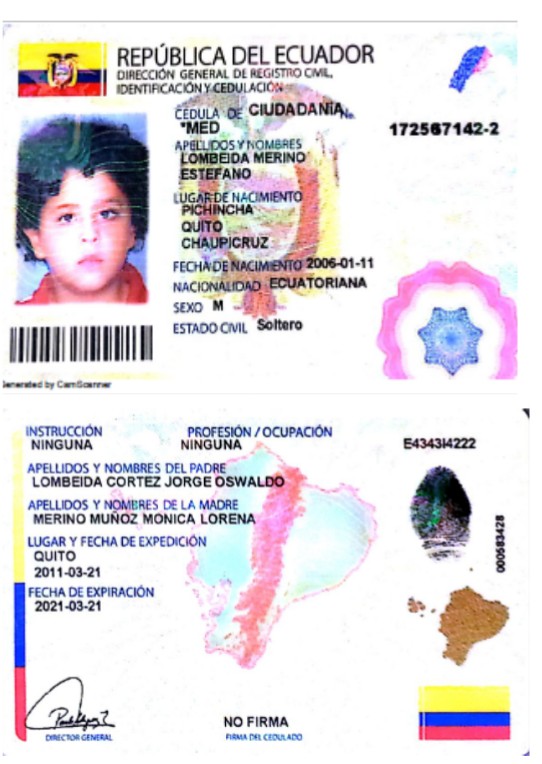 REPÚBLICA DEL ECUADOR
DIRECCIÓN GENERAL DE REGISTRO CIVIL,
IDENTIFICACIÓN Y CEDULACIÓN
CÉDULA DE CIUDADANÍA No.
*MED
172567142-2
APELLIDOS Y NOMBRES
LOMBEIDA MERINO
ESTEFANO
LUGAR DE NACIMIENTO
PICHINCHA
QUITO
CHAUPICRUZ
FECHA DE NACIMIENTO 2006-01-11
NACIONALIDAD ECUATORIANA
SEXO M
ESTADO CIVIL Soltero
Generated by CamScanner
INSTRUCCIÓN PROFESIÓN / OCUPACIÓN
NINGUNA NINGUNA
E4343I4222
APELLIDOS Y NOMBRES DEL PADRE
LOMBEIDA CORTEZ JORGE OSWALDO
APELLIDOS Y NOMBRES DE LA MADRE
MERINO MUÑOZ MONICA LORENA
LUGAR Y FECHA DE EXPEDICIÓN
QUITO
2011-03-21
FECHA DE EXPIRACIÓN
2021-03-21
000583428
DIRECTOR GENERAL
NO FIRMA
FIRMA DEL CEDULADO